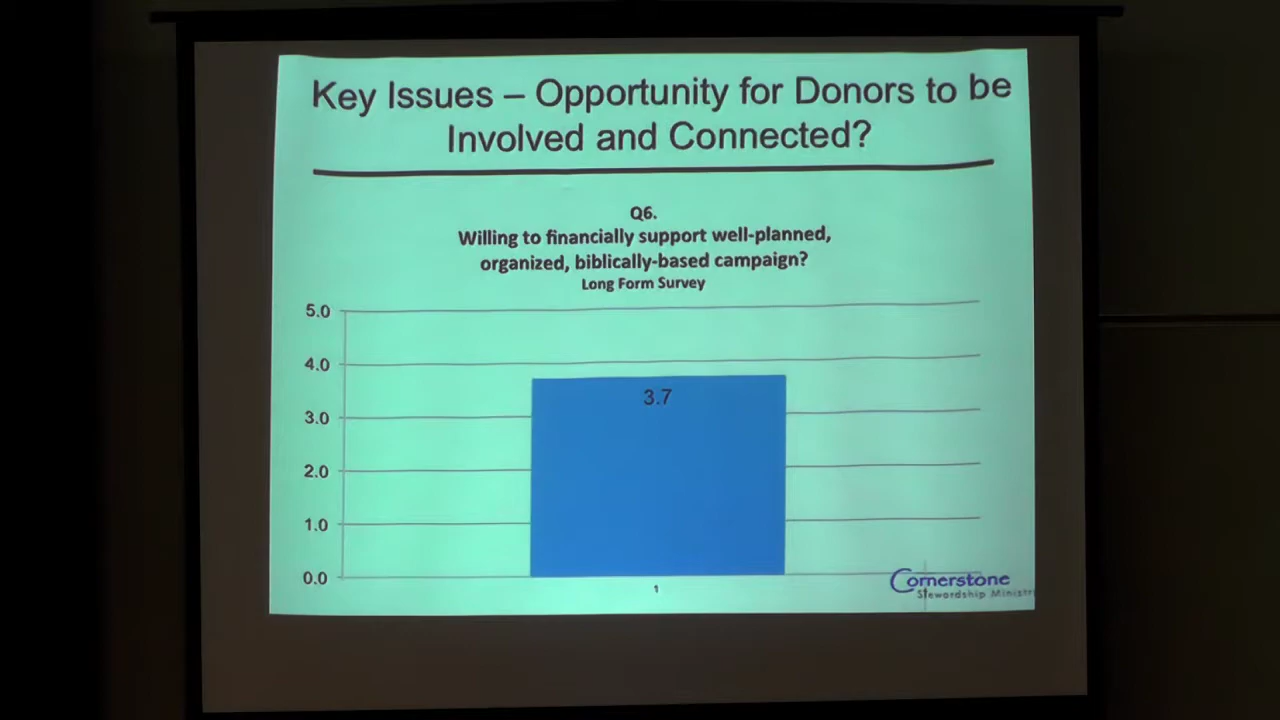 Key Issues – Opportunity for Donors to be
Involved and Connected?
Q6.
Willing to financially support well-planned,
organized, biblically-based campaign?
Long Form Survey
5.0
4.0
3.0
2.0
1.0
0.0
3.7
1
Cornerstone
Stewardship